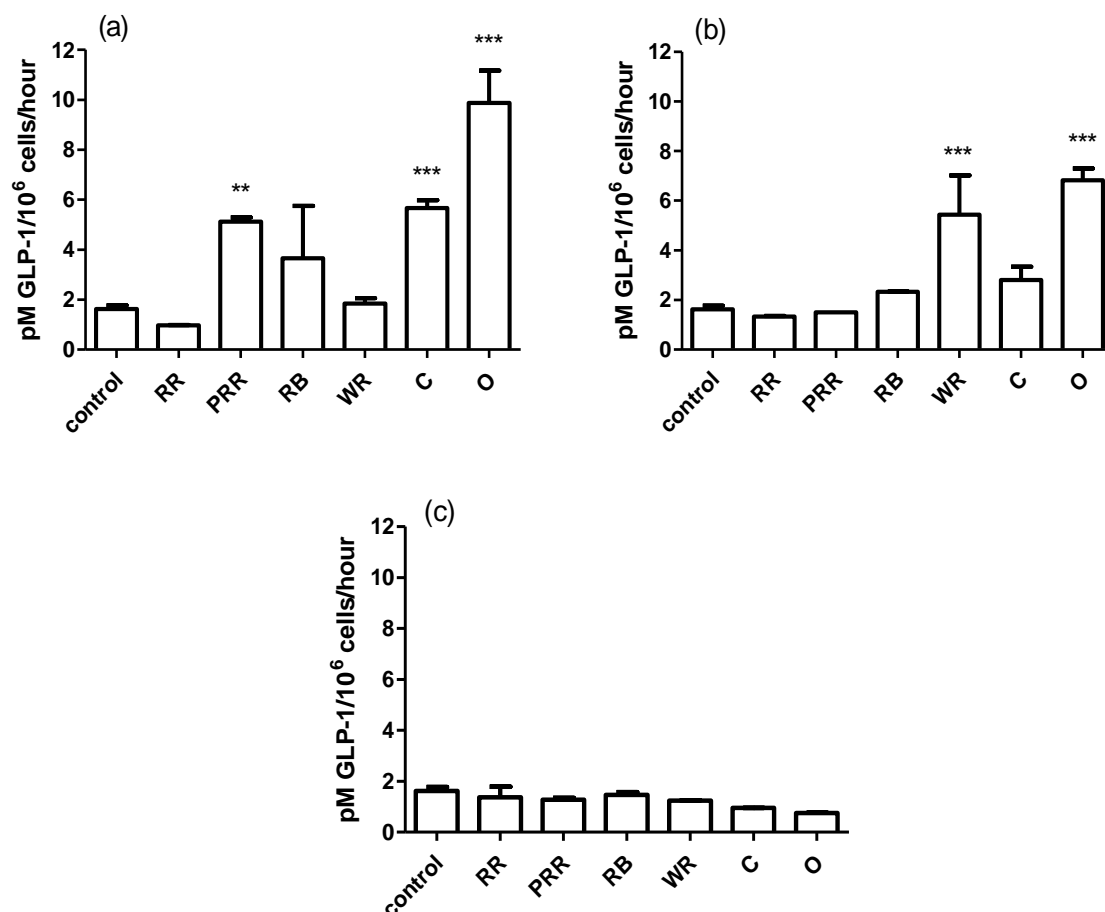 (a)
***
12
10
8
6
4
2
0
**
***
pM GLP-1/10⁶ cells/hour
control RR PRR RB WR C O
(b)
12
10
8
6
4
2
0
***
***
pM GLP-1/10⁶ cells/hour
control RR PRR RB WR C O
(c)
12
10
8
6
4
2
0
pM GLP-1/10⁶ cells/hour
control RR PRR RB WR C O